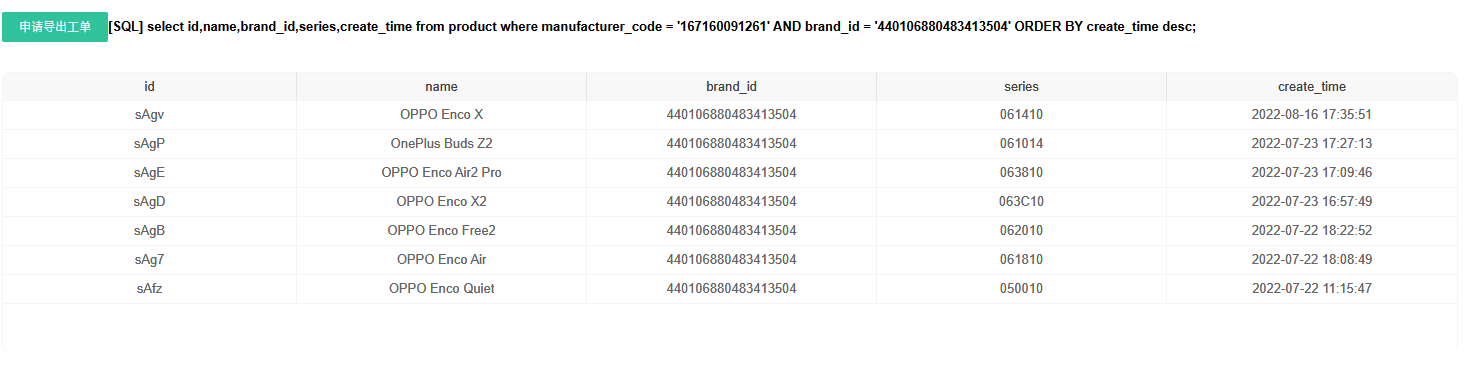 申请导出工单 [SQL] select id,name,brand_id,series,create_time from product where manufacturer_code = '167160091261' AND brand_id = '440106880483413504' ORDER BY create_time desc;
id name brand_id series create_time
sAgv OPPO Enco X 440106880483413504 061410 2022-08-16 17:35:51
sAgP OnePlus Buds Z2 440106880483413504 061014 2022-07-23 17:27:13
sAgE OPPO Enco Air2 Pro 440106880483413504 063810 2022-07-23 17:09:46
sAgD OPPO Enco X2 440106880483413504 063C10 2022-07-23 16:57:49
sAgB OPPO Enco Free2 440106880483413504 062010 2022-07-22 18:22:52
sAg7 OPPO Enco Air 440106880483413504 061810 2022-07-22 18:08:49
sAfz OPPO Enco Quiet 440106880483413504 050010 2022-07-22 11:15:47